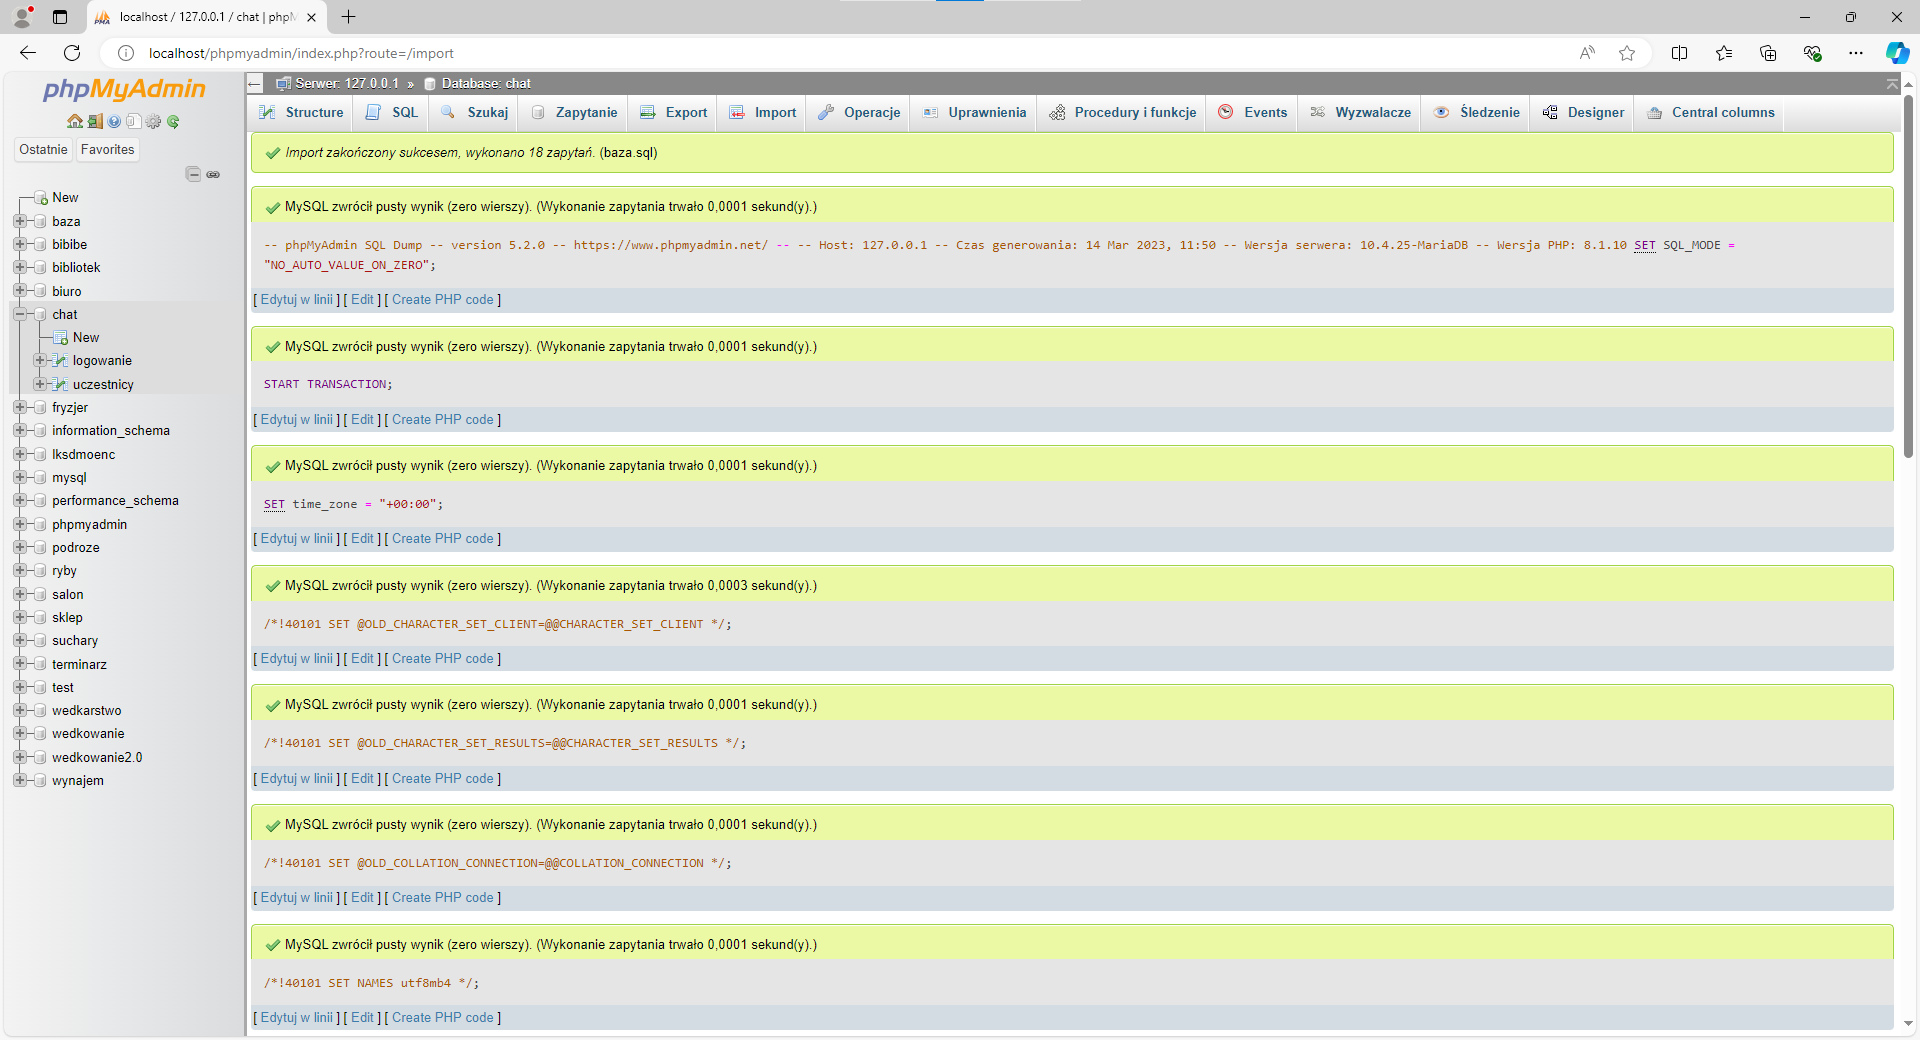 localhost / 127.0.0.1 / chat | phpM
localhost/phpmyadmin/index.php?route=/import
phpMyAdmin
Ostatnie Favorites
New
baza
bibibe
bibliotek
biuro
chat
New
logowanie
uczestnicy
fryzjer
information_schema
lksdmoenc
mysql
performance_schema
phpmyadmin
podroze
ryby
salon
sklep
suchary
terminarz
test
wedkarstwo
wedkowanie
wedkowanie2.0
wynajem
Serwer: 127.0.0.1 » Database: chat
Structure SQL Szukaj Zapytanie Export Import Operacje Uprawnienia Procedury i funkcje Events Wyzwalacze Śledzenie Designer Central columns
Import zakończony sukcesem, wykonano 18 zapytań. (baza.sql)
MySQL zwrócił pusty wynik (zero wierszy). (Wykonanie zapytania trwało 0,0001 sekund(y).)
-- phpMyAdmin SQL Dump -- version 5.2.0 -- https://www.phpmyadmin.net/ -- -- Host: 127.0.0.1 -- Czas generowania: 14 Mar 2023, 11:50 -- Wersja serwera: 10.4.25-MariaDB -- Wersja PHP: 8.1.10 SET SQL_MODE =
"NO_AUTO_VALUE_ON_ZERO";
[ Edytuj w linii ] [ Edit ] [ Create PHP code ]
MySQL zwrócił pusty wynik (zero wierszy). (Wykonanie zapytania trwało 0,0001 sekund(y).)
START TRANSACTION;
[ Edytuj w linii ] [ Edit ] [ Create PHP code ]
MySQL zwrócił pusty wynik (zero wierszy). (Wykonanie zapytania trwało 0,0001 sekund(y).)
SET time_zone = "+00:00";
[ Edytuj w linii ] [ Edit ] [ Create PHP code ]
MySQL zwrócił pusty wynik (zero wierszy). (Wykonanie zapytania trwało 0,0003 sekund(y).)
/*!40101 SET @OLD_CHARACTER_SET_CLIENT=@@CHARACTER_SET_CLIENT */;
[ Edytuj w linii ] [ Edit ] [ Create PHP code ]
MySQL zwrócił pusty wynik (zero wierszy). (Wykonanie zapytania trwało 0,0001 sekund(y).)
/*!40101 SET @OLD_CHARACTER_SET_RESULTS=@@CHARACTER_SET_RESULTS */;
[ Edytuj w linii ] [ Edit ] [ Create PHP code ]
MySQL zwrócił pusty wynik (zero wierszy). (Wykonanie zapytania trwało 0,0001 sekund(y).)
/*!40101 SET @OLD_COLLATION_CONNECTION=@@COLLATION_CONNECTION */;
[ Edytuj w linii ] [ Edit ] [ Create PHP code ]
MySQL zwrócił pusty wynik (zero wierszy). (Wykonanie zapytania trwało 0,0001 sekund(y).)
/*!40101 SET NAMES utf8mb4 */;
[ Edytuj w linii ] [ Edit ] [ Create PHP code ]